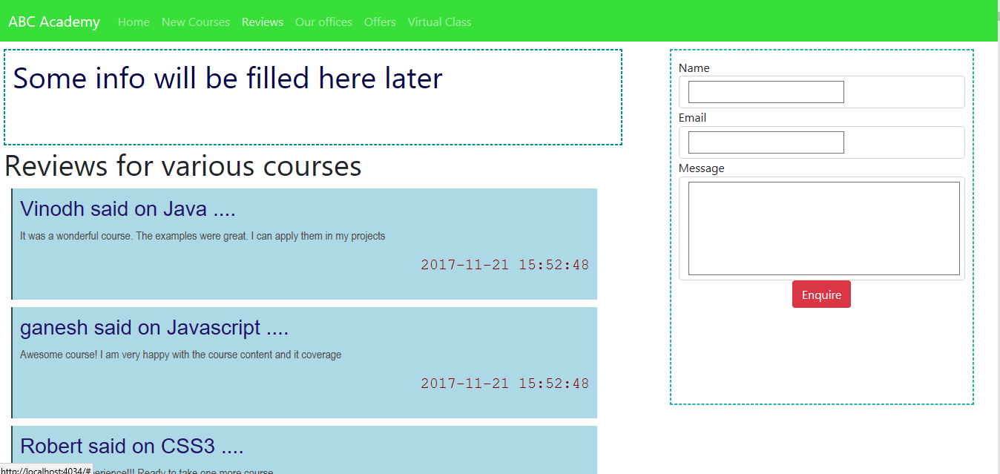 ABC Academy Home New Courses Reviews Our offices Offers Virtual Class
Some info will be filled here later
Reviews for various courses
Vinodh said on Java ....
It was a wonderful course. The examples were great. I can apply them in my projects
2017-11-21 15:52:48
ganesh said on Javascript ....
Awesome course! I am very happy with the course content and it coverage
2017-11-21 15:52:48
Robert said on CSS3 ....
Ready to take one more course
http://localhost:4034/#
Name
Email
Message
Enquire